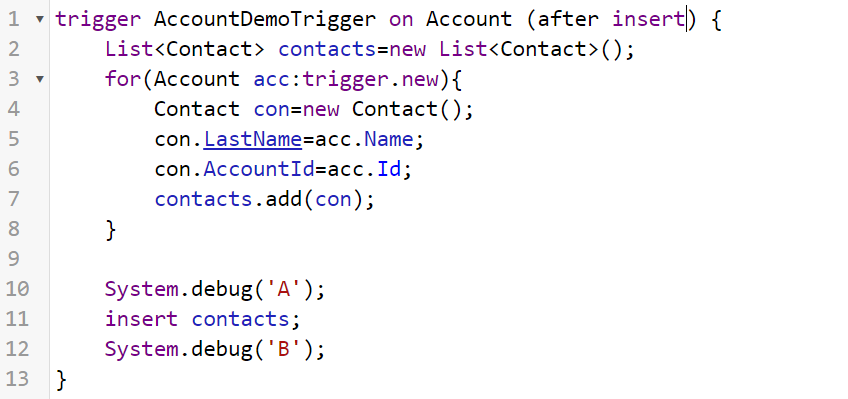 1 trigger AccountDemoTrigger on Account (after insert) {
2 List<Contact> contacts=new List<Contact>();
3 for(Account acc:trigger.new){
4 Contact con=new Contact();
5 con.LastName=acc.Name;
6 con.AccountId=acc.Id;
7 contacts.add(con);
8 }
9
10 System.debug('A');
11 insert contacts;
12 System.debug('B');
13 }